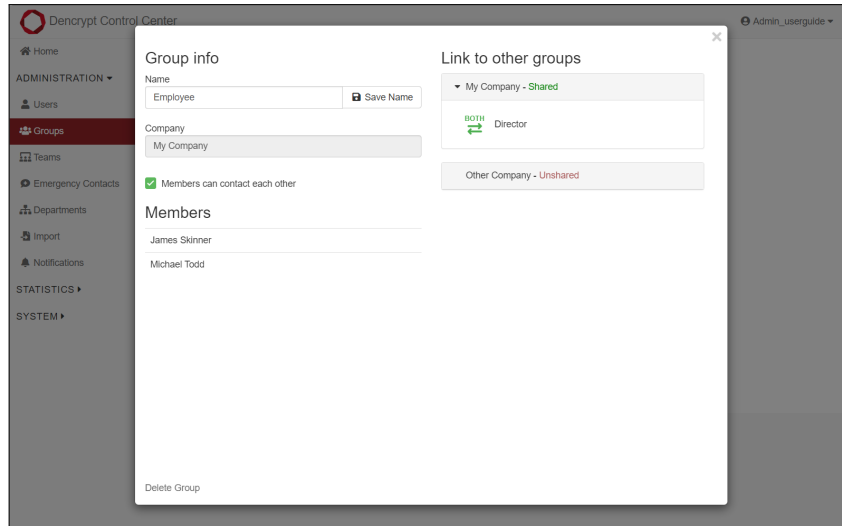 Dencrypt Control Center
Admin_userguide
Home
ADMINISTRATION
Users
Groups
Teams
Emergency Contacts
Departments
Import
Notifications
STATISTICS
SYSTEM
Group info
Name
Employee
Save Name
Company
My Company
Members can contact each other
Members
James Skinner
Michael Todd
Delete Group
Link to other groups
My Company - Shared
BOTH
Director
Other Company - Unshared